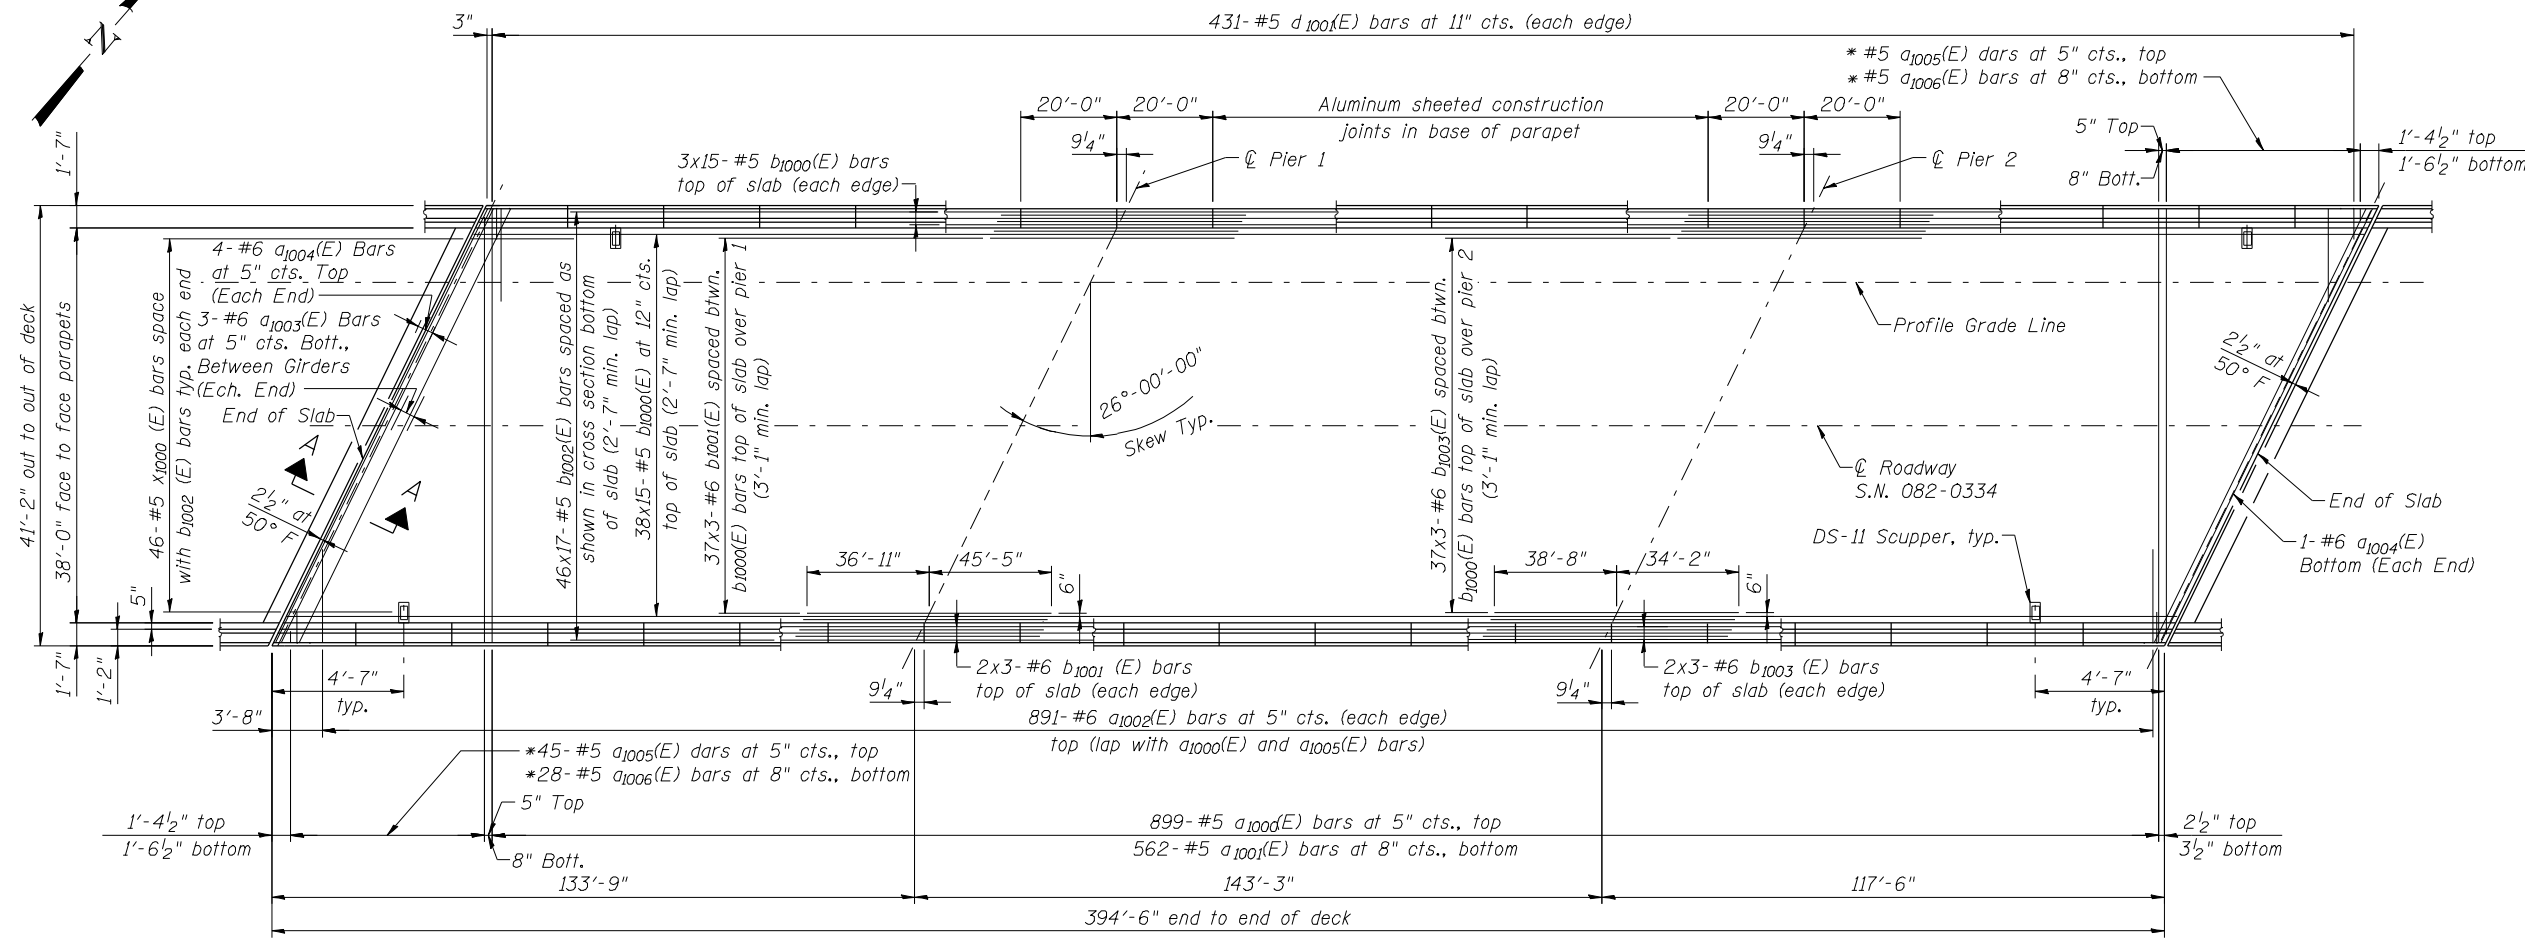 N
3"
431-#5 d1001(E) bars at 11" cts. (each edge)
* #5 a1005(E) dars at 5" cts., top
* #5 a1006(E) bars at 8" cts., bottom
20'-0"
20'-0"
Aluminum sheeted construction
joints in base of parapet
20'-0"
20'-0"
9¼"
9¼"
℄ Pier 1
℄ Pier 2
5" Top
8" Bott.
1'-4½" top
1'-6½" bottom
1'-7"
3x15-#5 b1000(E) bars
top of slab (each edge)
41'-2" out to out of deck
38'-0" face to face parapets
46-#5 x1000 (E) bars space
with b1002 (E) bars typ. each end
4-#6 a1004(E) Bars
at 5" cts. Top
(Each End)
3-#6 a1003(E) Bars
at 5" cts. Bott.,
Between Girders
(Ech. End)
End of Slab
A
A
2½" at
50° F
46x17-#5 b1002(E) bars spaced as
shown in cross section bottom
of slab (2'-7" min. lap)
38x15-#5 b1000(E) at 12" cts.
top of slab (2'-7" min. lap)
37x3-#6 b1001(E) spaced btwn.
b1000(E) bars top of slab over pier 1
(3'-1" min. lap)
26°-00'-00"
Skew Typ.
37x3-#6 b1003(E) spaced btwn.
b1000(E) bars top of slab over pier 2
(3'-1" min. lap)
Profile Grade Line
℄ Roadway
S.N. 082-0334
DS-11 Scupper, typ.
2½" at
50° F
End of Slab
1-#6 a1004(E)
Bottom (Each End)
36'-11"
45'-5"
6"
38'-8"
34'-2"
6"
5"
1'-7"
1'-2"
4'-7"
typ.
3'-8"
9¼"
2x3-#6 b1001 (E) bars
top of slab (each edge)
9¼"
2x3-#6 b1003 (E) bars
top of slab (each edge)
4'-7"
typ.
891-#6 a1002(E) bars at 5" cts. (each edge)
top (lap with a1000(E) and a1005(E) bars)
*45-#5 a1005(E) dars at 5" cts., top
*28-#5 a1006(E) bars at 8" cts., bottom
5" Top
8" Bott.
1'-4½" top
1'-6½" bottom
899-#5 a1000(E) bars at 5" cts., top
562-#5 a1001(E) bars at 8" cts., bottom
2½" top
3½" bottom
133'-9"
143'-3"
117'-6"
394'-6" end to end of deck